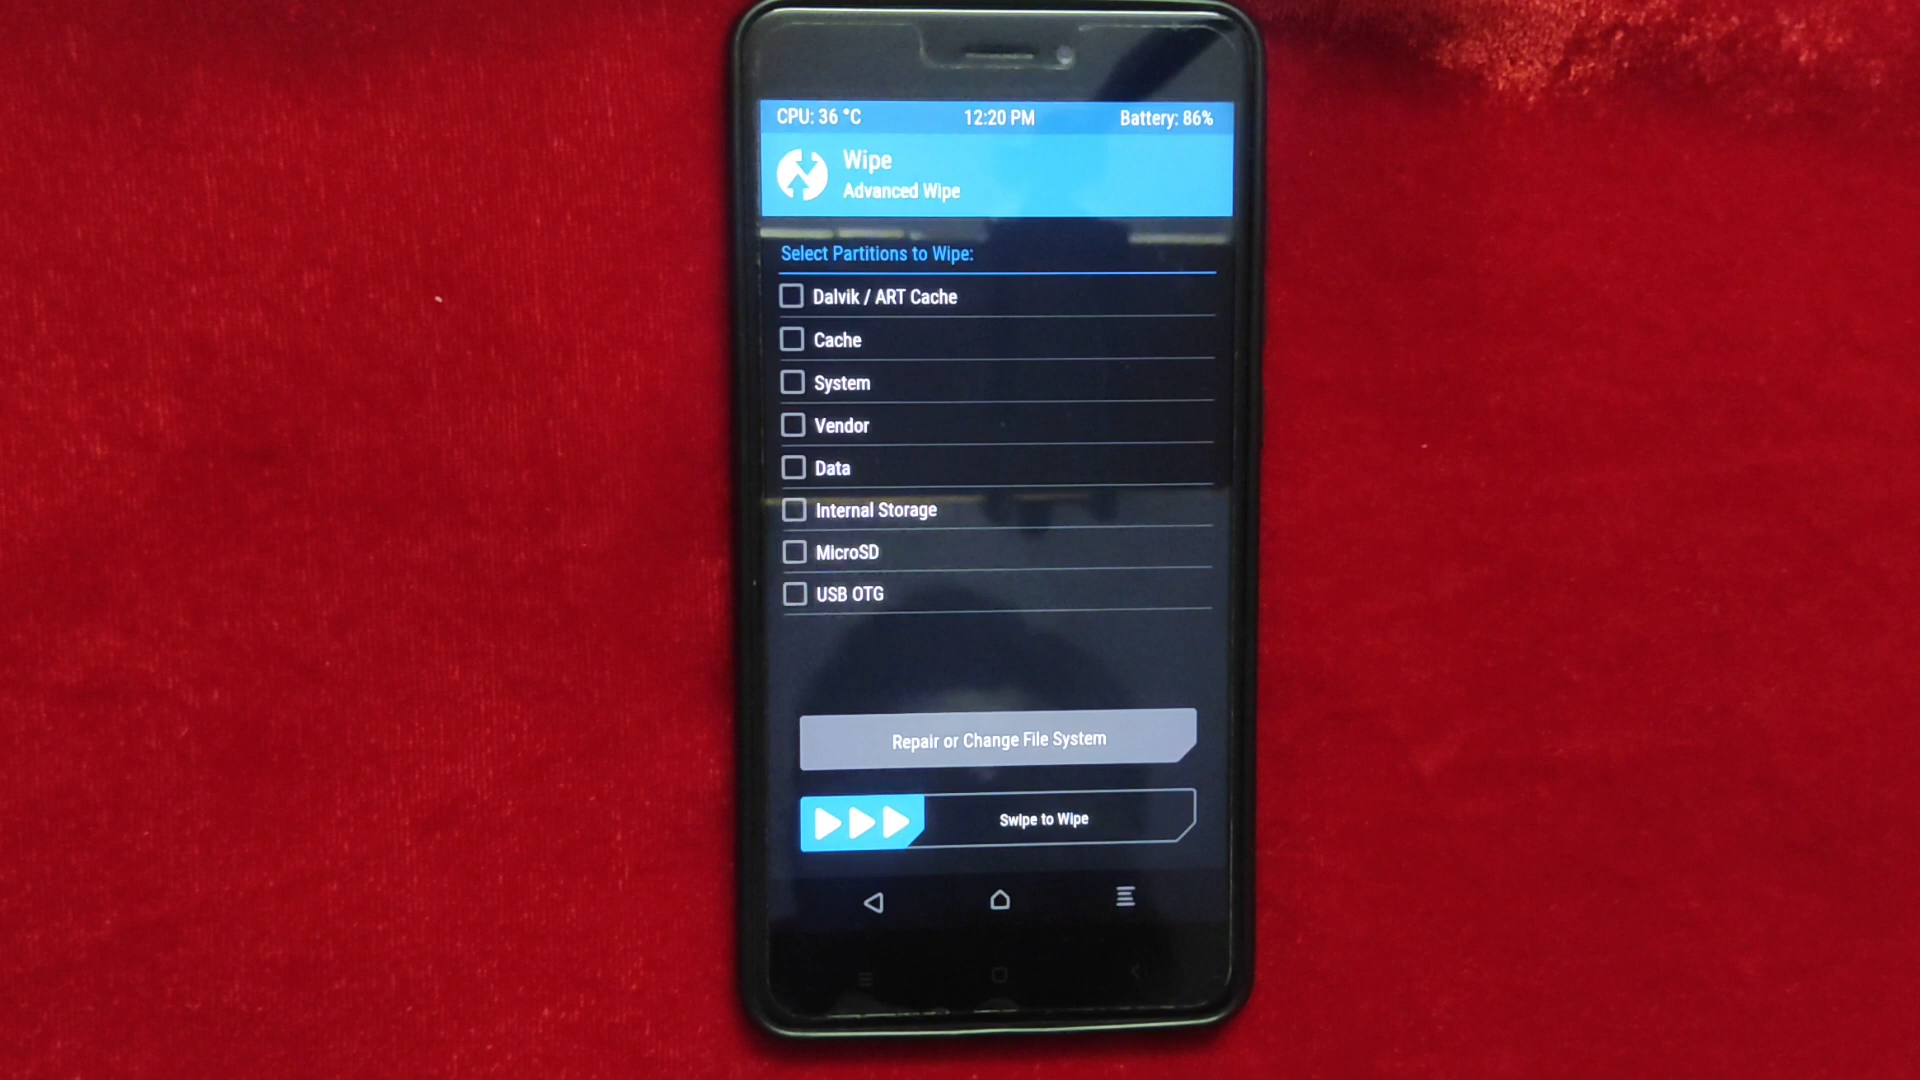 CPU: 36 °C 12:20 PM Battery: 86%
Wipe
Advanced Wipe
Select Partitions to Wipe:
Dalvik / ART Cache
Cache
System
Vendor
Data
Internal Storage
MicroSD
USB OTG
Repair or Change File System
Swipe to Wipe